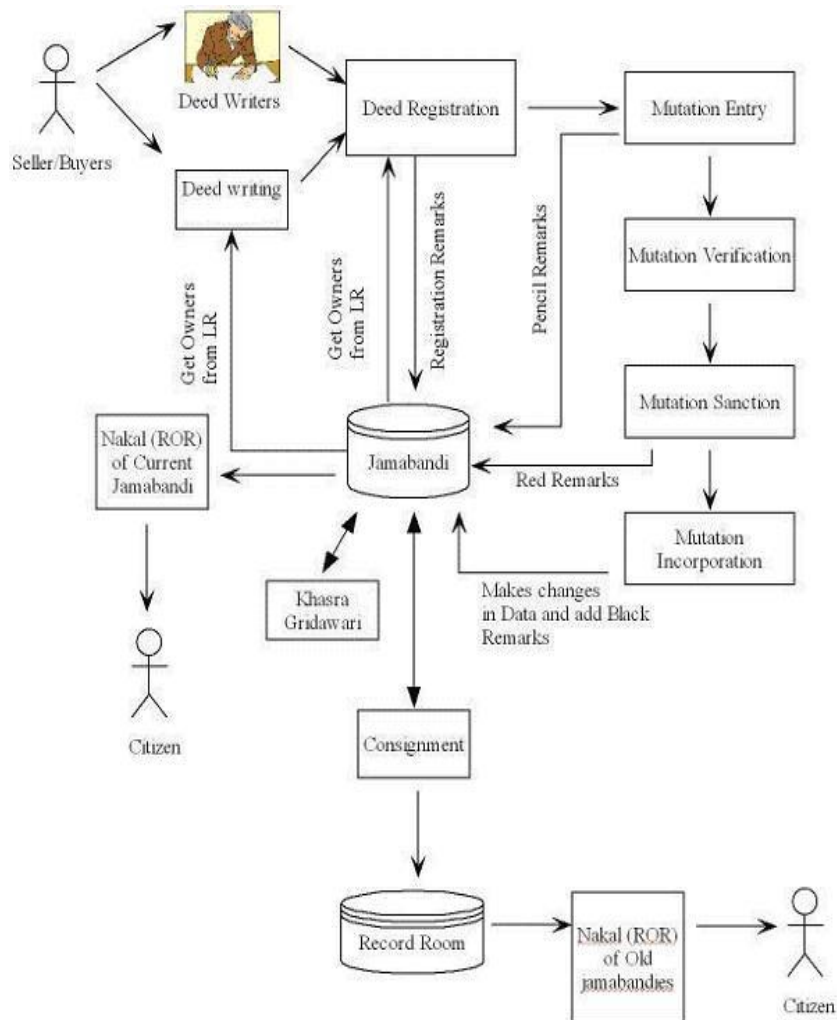 Deed Writers
Deed Registration
Mutation Entry
Seller/Buyers
Deed writing
Registration Remarks
Pencil Remarks
Get Owners
from LR
Get Owners
from LR
Mutation Verification
Mutation Sanction
Nakal (ROR)
of Current
Jamabandi
Jamabandi
Red Remarks
Mutation
Incorporation
Khasra
Gridawari
Makes changes
in Data and add Black
Remarks
Citizen
Consignment
Record Room
Nakal (ROR)
of Old
jamabandies
Citizen